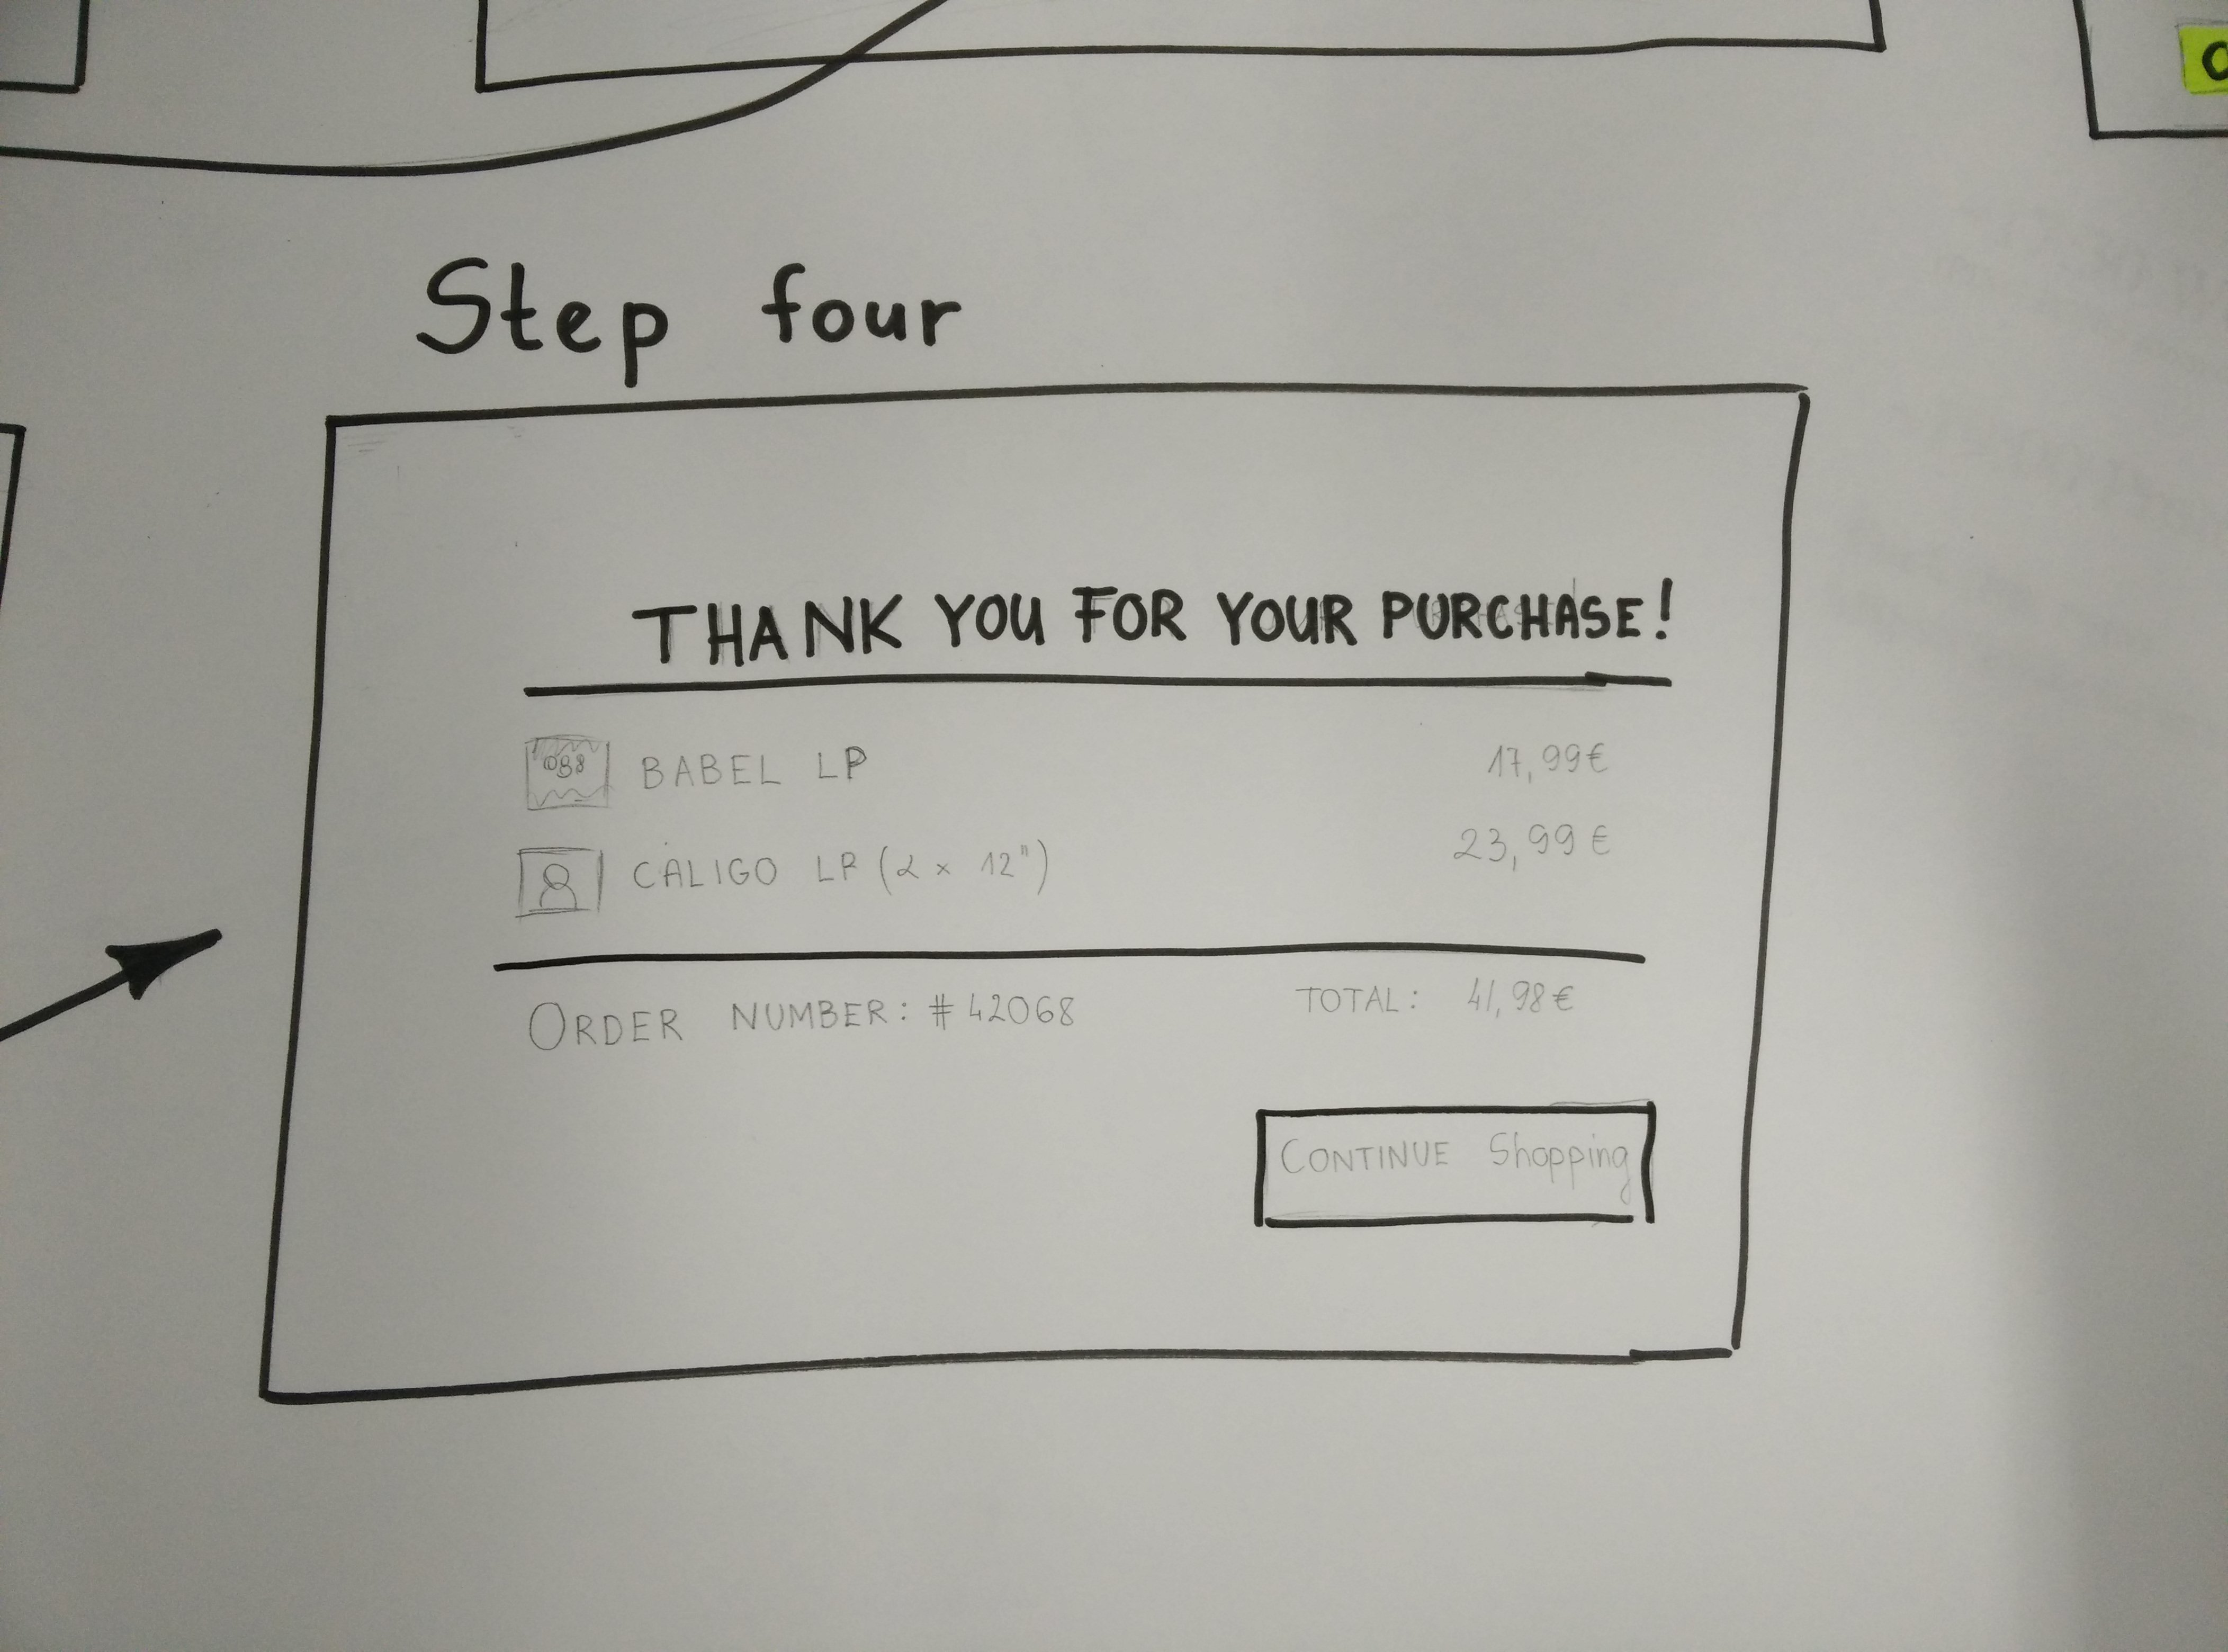 Step four
THANK YOU FOR YOUR PURCHASE!
BABEL LP 17,99€
CALIGO LP (2 x 12") 23,99€
ORDER NUMBER: #42068 TOTAL: 41,98€
CONTINUE Shopping